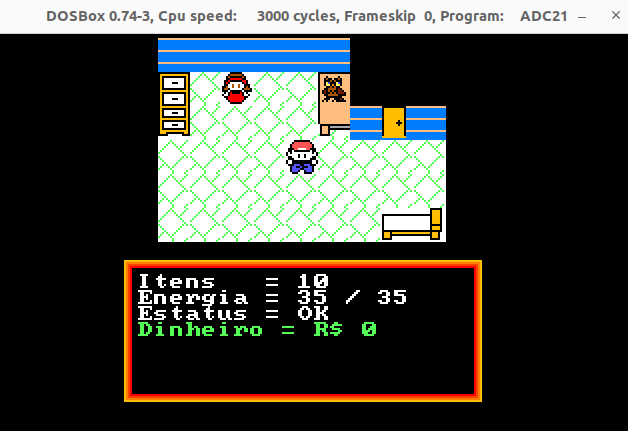 DOSBox 0.74-3, Cpu speed: 3000 cycles, Frameskip 0, Program: ADC21
Itens = 10
Energia = 35 / 35
Estatus = OK
Dinheiro = R$ 0